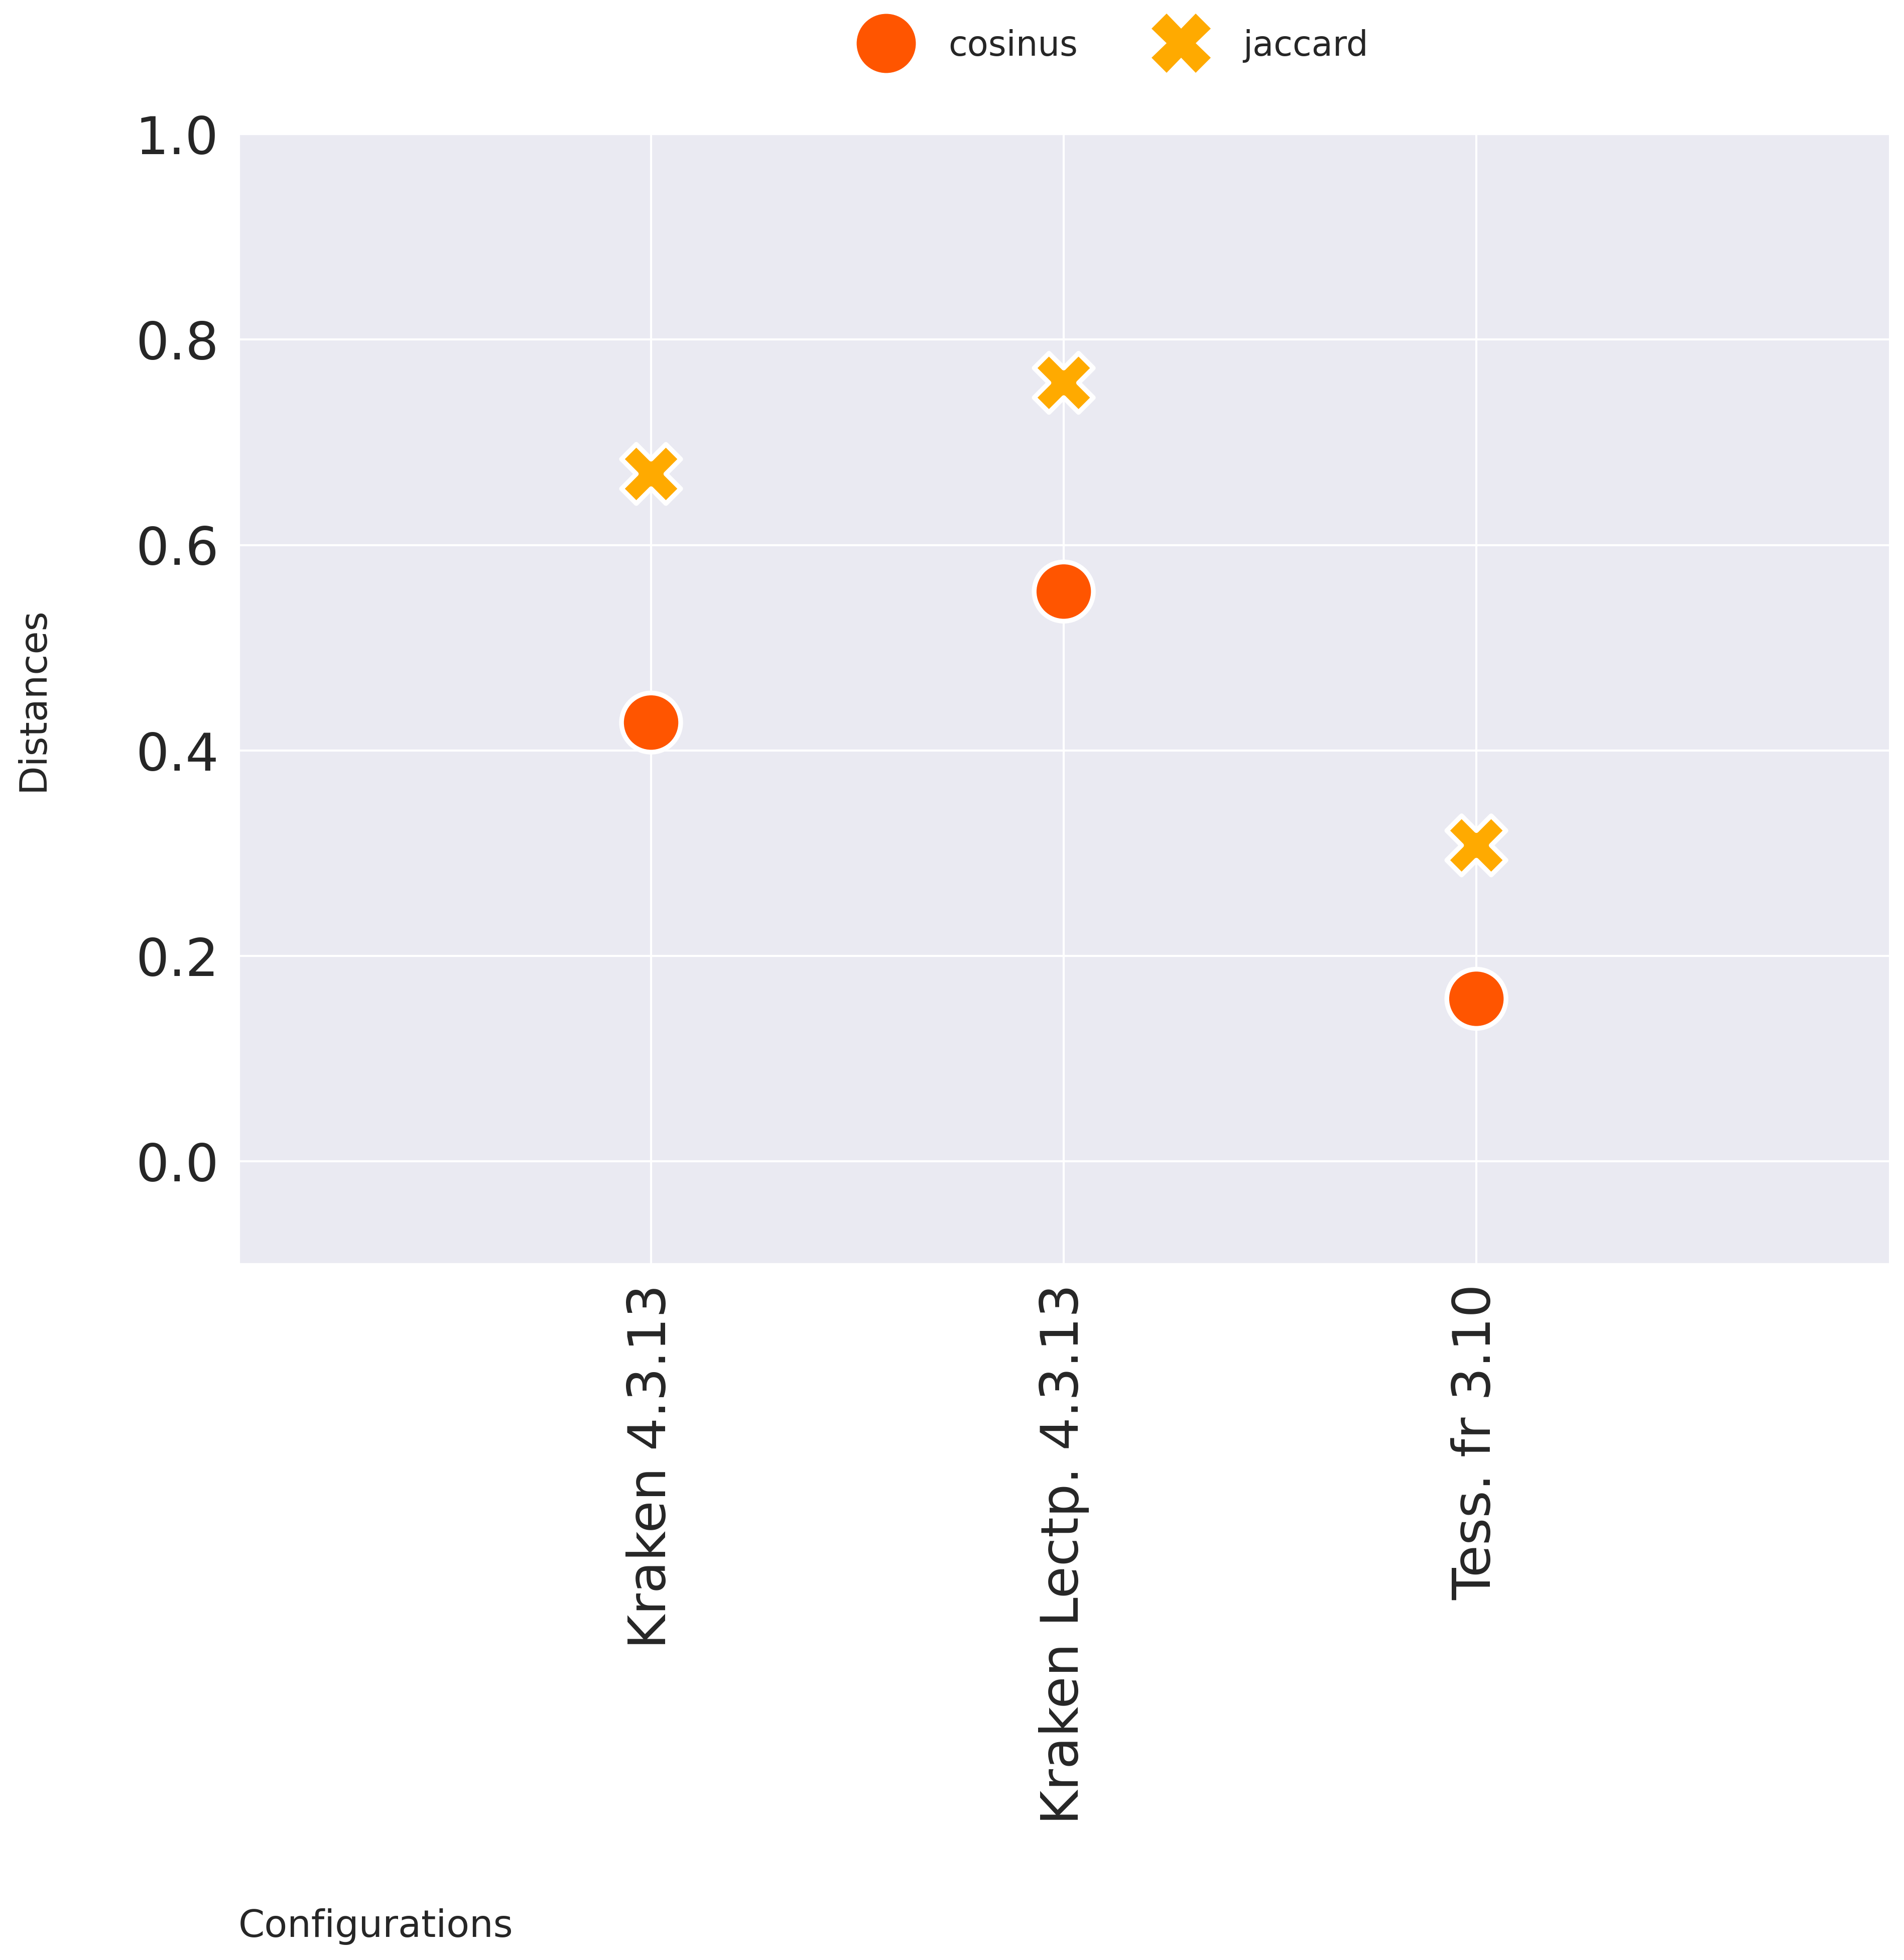 cosinus jaccard
1.0
0.8
0.6
0.4
0.2
0.0
Distances
Kraken 4.3.13
Kraken Lectp. 4.3.13
Tess. fr 3.10
Configurations